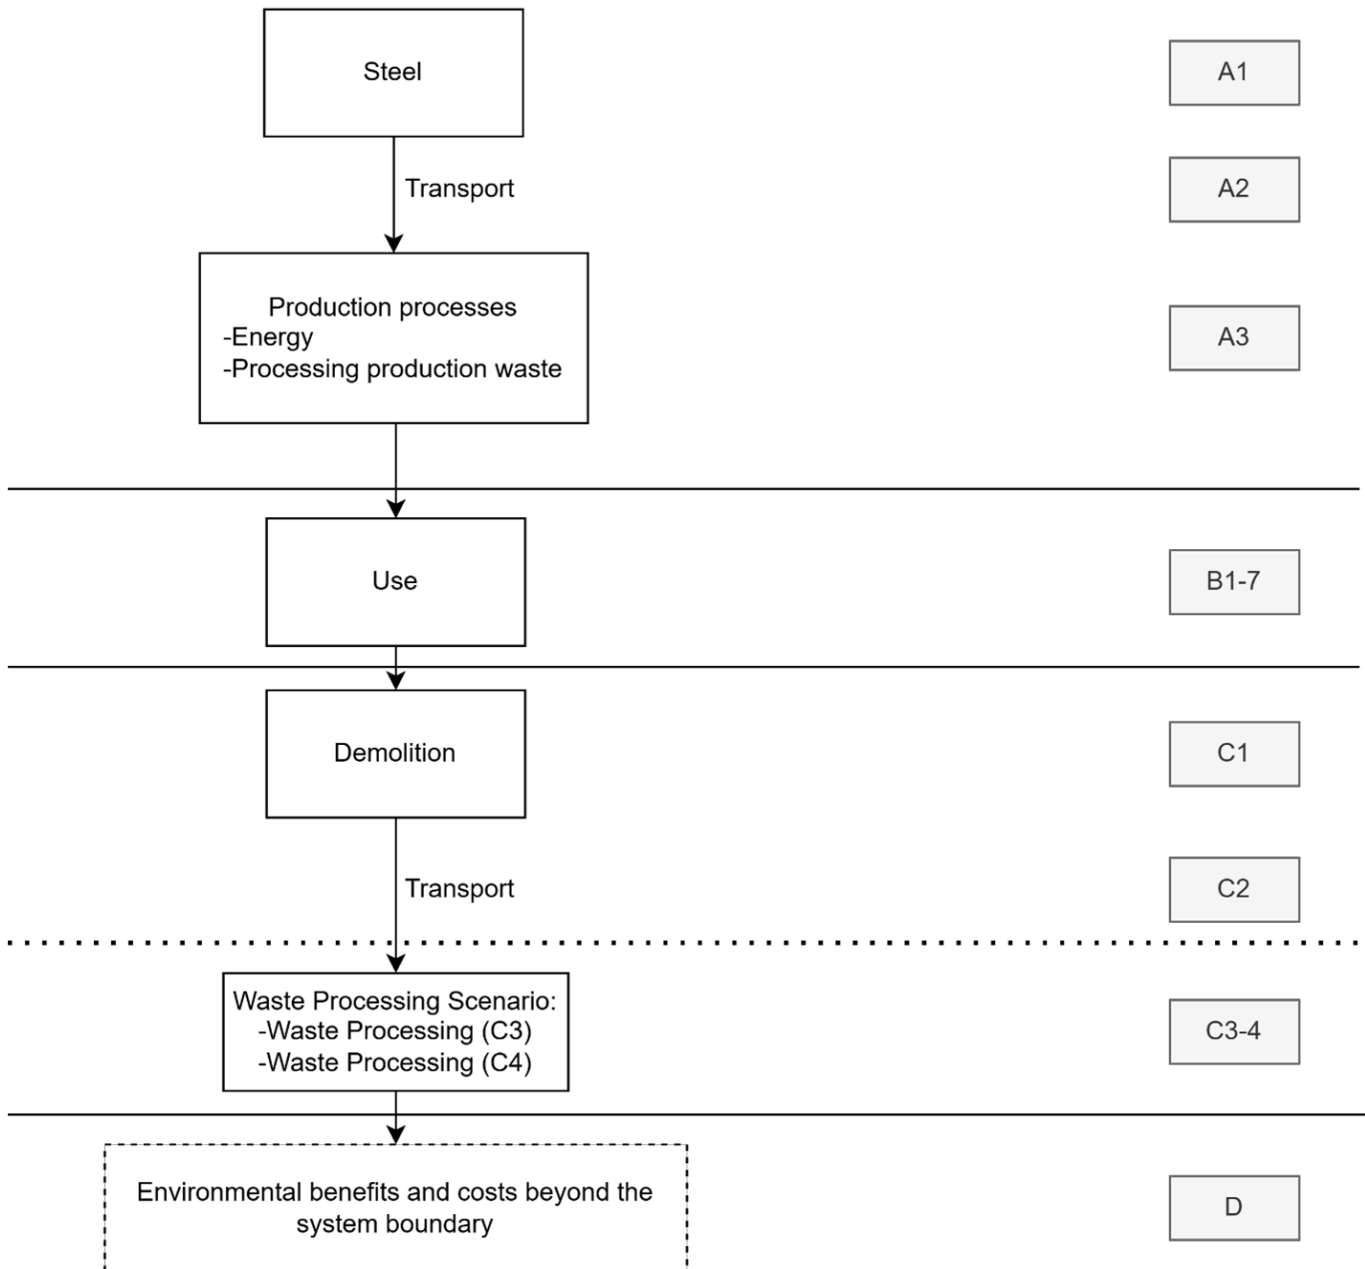 Steel
A1
Transport
A2
Production processes
-Energy
-Processing production waste
A3
Use
B1-7
Demolition
C1
Transport
C2
Waste Processing Scenario:
-Waste Processing (C3)
-Waste Processing (C4)
C3-4
Environmental benefits and costs beyond the
system boundary
D